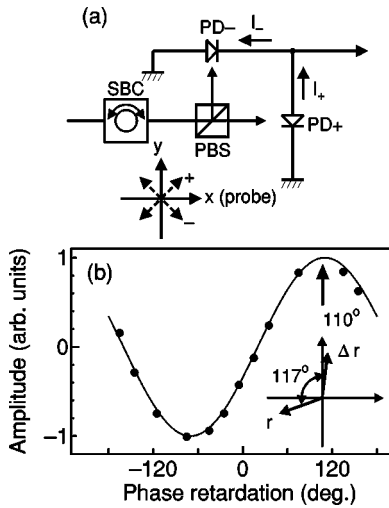 (a)
PD− I−
SBC
I+
PBS
PD+
y
+
x (probe)
−
(b)
Amplitude (arb. units)
1
0
−1
110°
117°
Δr
r
−120 0 120
Phase retardation (deg.)